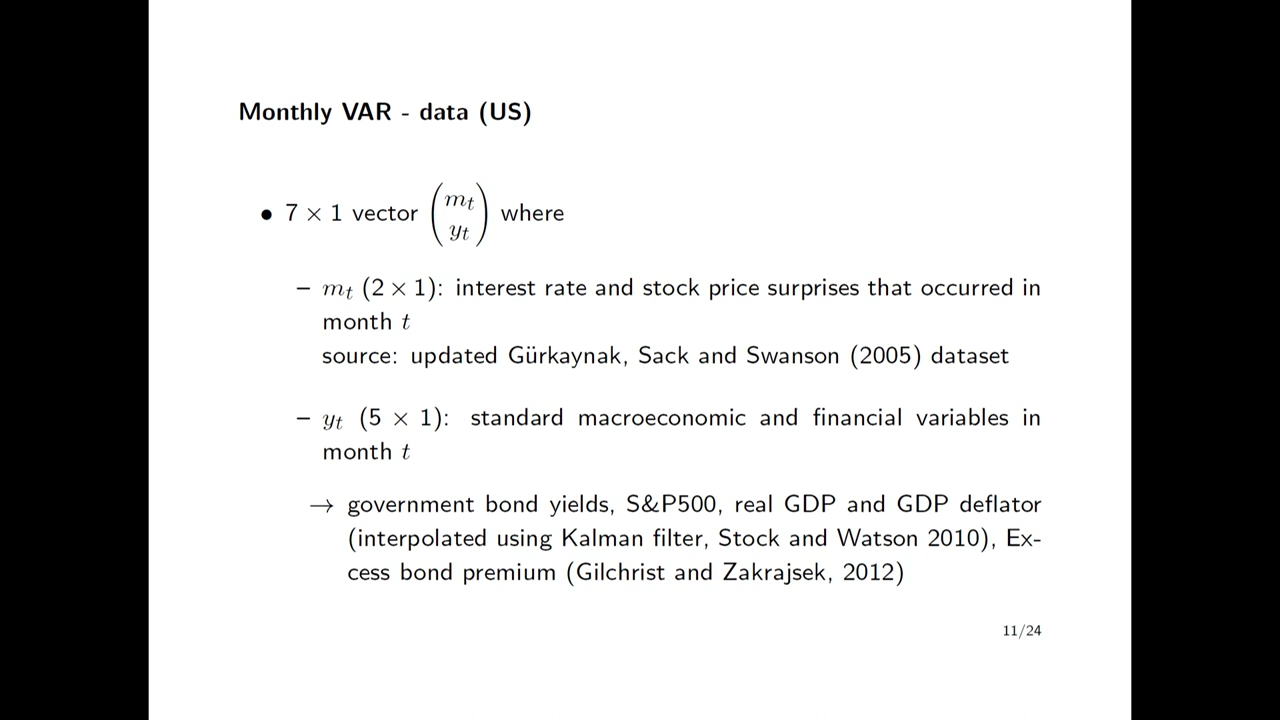 Monthly VAR - data (US)
• 7 × 1 vector (m_t y_t) where
– m_t (2 × 1): interest rate and stock price surprises that occurred in
month t
source: updated Gürkaynak, Sack and Swanson (2005) dataset
– y_t (5 × 1): standard macroeconomic and financial variables in
month t
→ government bond yields, S&P500, real GDP and GDP deflator
(interpolated using Kalman filter, Stock and Watson 2010), Ex-
cess bond premium (Gilchrist and Zakrajsek, 2012)
11/24